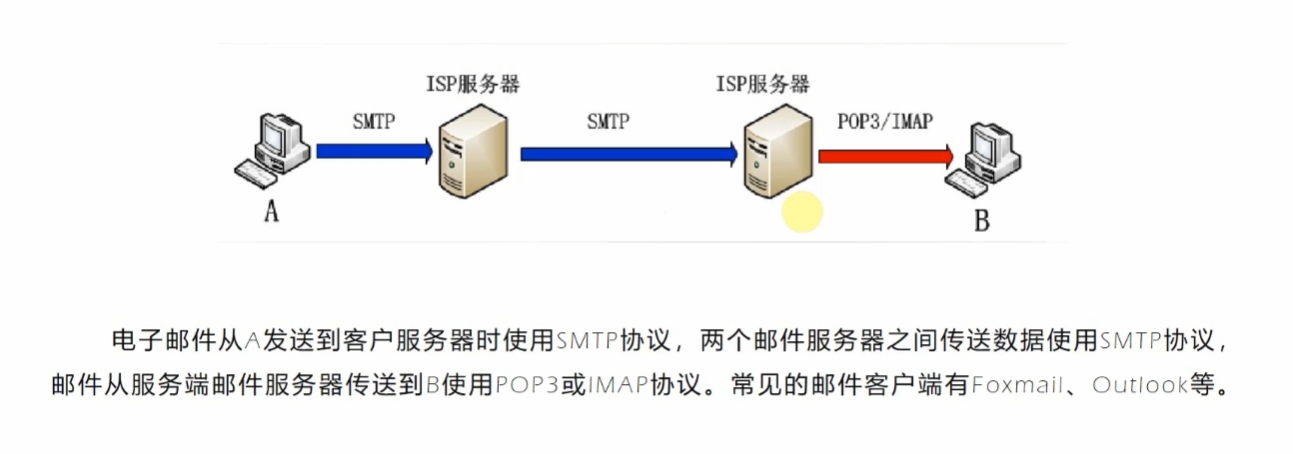 ISP服务器 ISP服务器
SMTP SMTP POP3/IMAP
A B
电子邮件从A发送到客户服务器时使用SMTP协议，两个邮件服务器之间传送数据使用SMTP协议，
邮件从服务端邮件服务器传送到B使用POP3或IMAP协议。常见的邮件客户端有Foxmail、Outlook等。